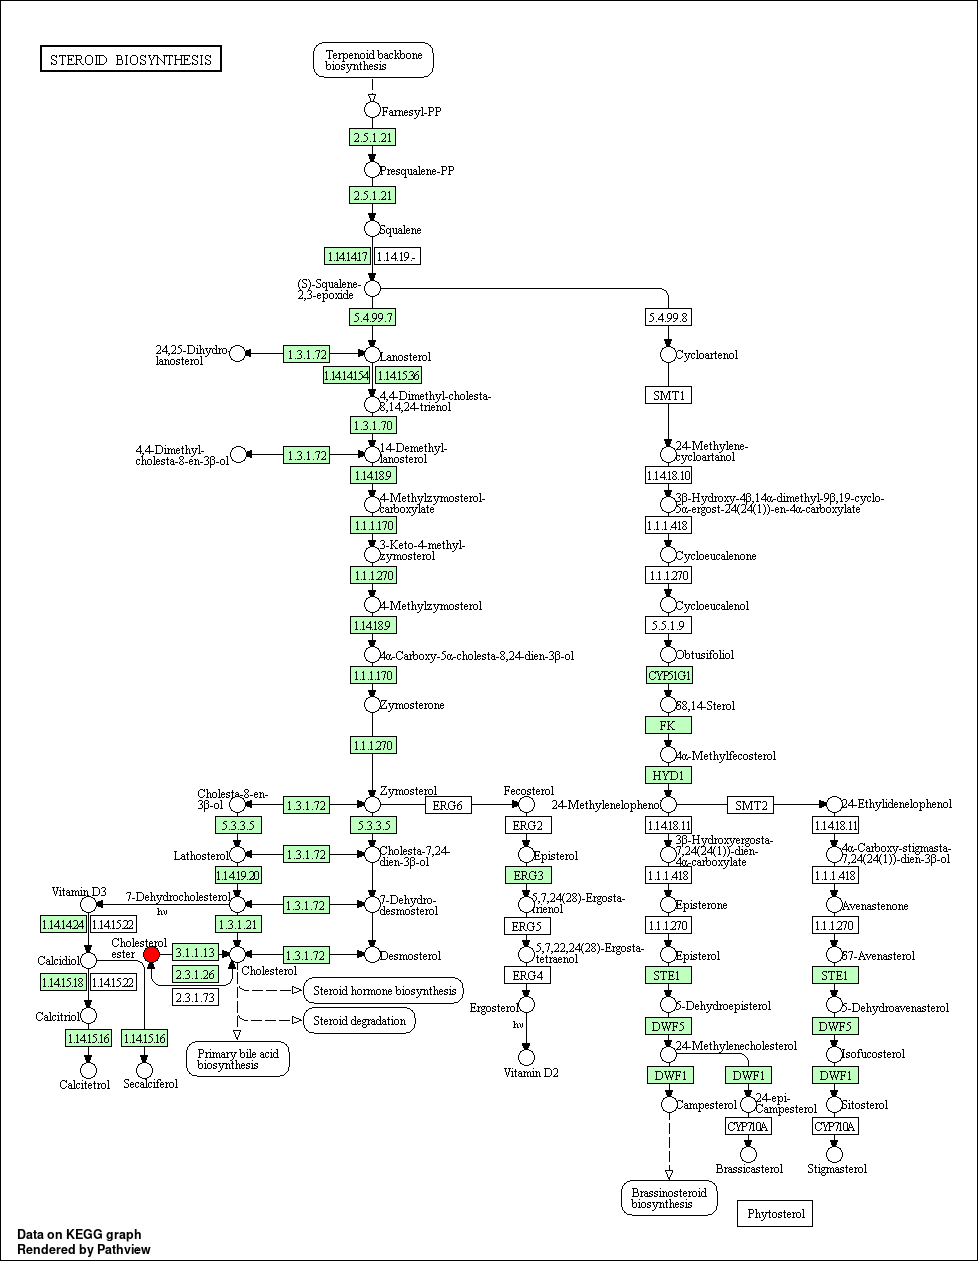 STEROID BIOSYNTHESIS
Terpenoid backbone
biosynthesis
Farnesyl-PP
2.5.1.21
Presqualene-PP
2.5.1.21
Squalene
1.14.14.17
1.14.19.-
(S)-Squalene-
2,3-epoxide
5.4.99.7
5.4.99.8
24,25-Dihydro
lanosterol
1.3.1.72
Lanosterol
Cycloartenol
1.14.14.154
1.14.15.36
4,4-Dimethyl-cholesta-
8,14,24-trienol
SMT1
1.3.1.70
4,4-Dimethyl-
cholesta-8-en-3β-ol
1.3.1.72
14-Demethyl-
lanosterol
24-Methylene-
cycloartanol
1.14.18.9
1.14.18.10
4-Methylzymosterol-
carboxylate
3β-Hydroxy-4β,14α-dimethyl-9β,19-cyclo-
5α-ergost-24(24(1))-en-4α-carboxylate
1.1.1.170
1.1.1.418
3-Keto-4-methyl-
zymosterol
Cycloeucalenone
1.1.1.270
1.1.1.270
4-Methylzymosterol
Cycloeucalenol
1.14.18.9
5.5.1.9
4α-Carboxy-5α-cholesta-8,24-dien-3β-ol
Obtusifoliol
1.1.1.170
CYP51G1
Zymosterone
δ8,14-Sterol
FK
1.1.1.270
4α-Methylfecosterol
HYD1
Cholesta-8-en-
3β-ol
1.3.1.72
Zymosterol
ERG6
Fecosterol
24-Methylenelophenol
SMT2
24-Ethylidenelophenol
5.3.3.5
5.3.3.5
ERG2
1.14.18.11
1.14.18.11
Lathosterol
1.3.1.72
Cholesta-7,24-
dien-3β-ol
Episterol
3β-Hydroxyergosta-
7,24(24(1))-dien-
4α-carboxylate
4α-Carboxy-stigmasta-
7,24(24(1))-dien-3β-ol
1.14.19.20
ERG3
1.1.1.418
1.1.1.418
Vitamin D3
7-Dehydrocholesterol
hν
1.3.1.72
7-Dehydro-
desmosterol
5,7,24(28)-Ergosta-
trienol
Episterone
Avenastenone
1.14.14.24
1.14.15.22
1.3.1.21
ERG5
1.1.1.270
1.1.1.270
Calcidiol
Cholesterol
ester
3.1.1.13
Cholesterol
1.3.1.72
Desmosterol
5,7,22,24(28)-Ergosta-
tetraenol
Episterol
δ7-Avenasterol
2.3.1.26
1.14.15.18
1.14.15.22
2.3.1.73
ERG4
STE1
STE1
Steroid hormone biosynthesis
Calcitriol
Steroid degradation
Ergosterol
5-Dehydroepisterol
5-Dehydroavenasterol
hν
DWF5
DWF5
1.14.15.16
1.14.15.16
Primary bile acid
biosynthesis
24-Methylenecholesterol
Isofucosterol
Calcitetrol
Secalciferol
Vitamin D2
DWF1
DWF1
DWF1
Campesterol
24-epi-
Campesterol
Sitosterol
CYP710A
CYP710A
Brassicasterol
Stigmasterol
Brassinosteroid
biosynthesis
Phytosterol
Data on KEGG graph
Rendered by Pathview